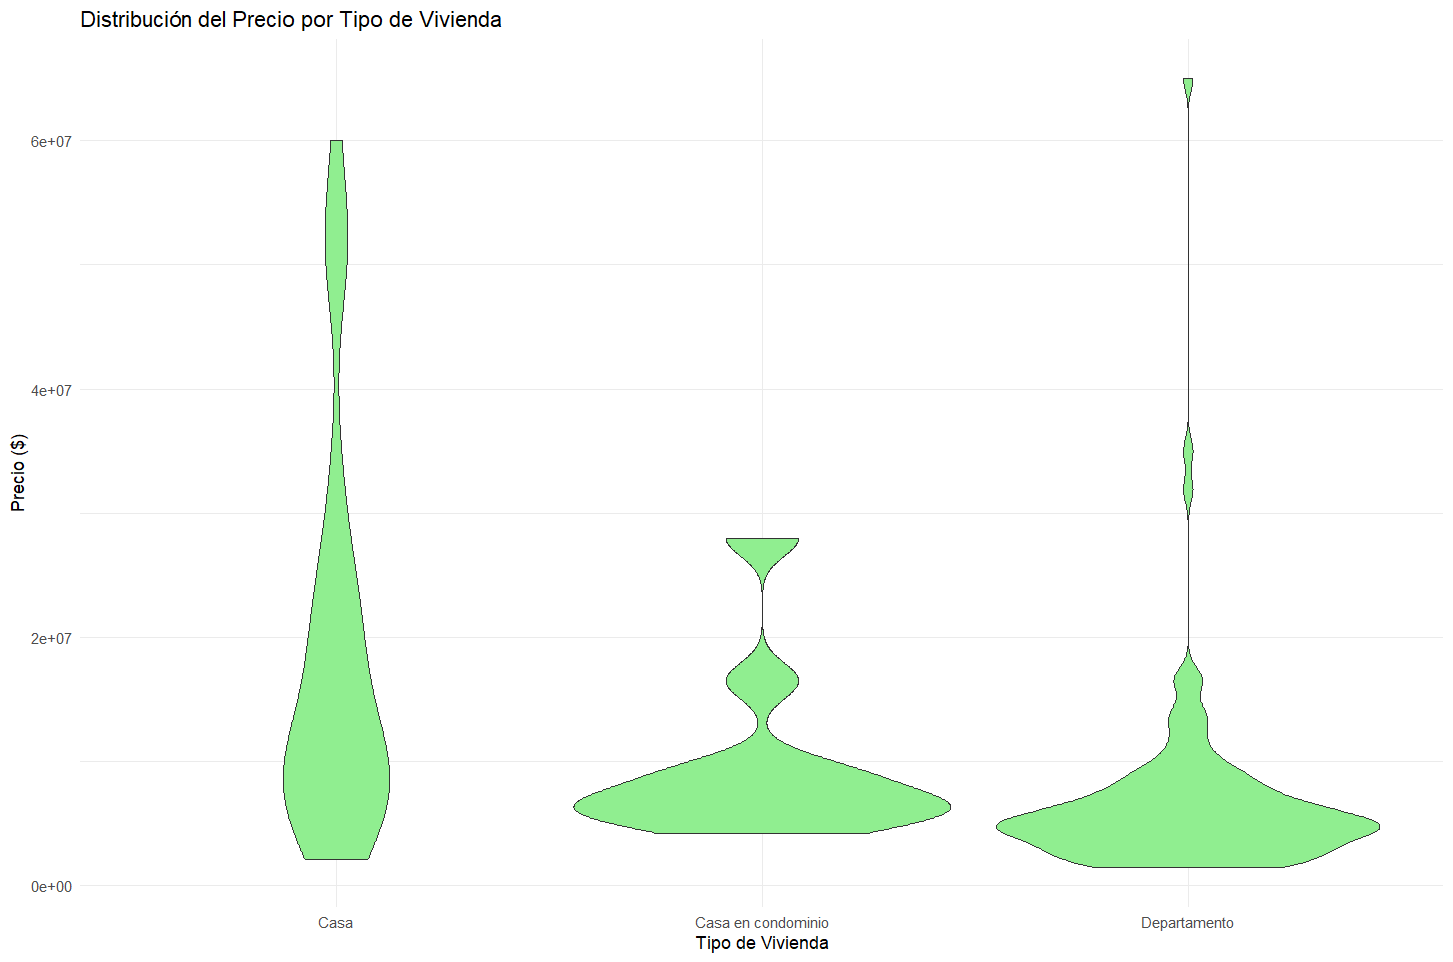 Distribución del Precio por Tipo de Vivienda
6e+07
4e+07
Precio ($)
2e+07
0e+00
Casa
Casa en condominio
Departamento
Tipo de Vivienda